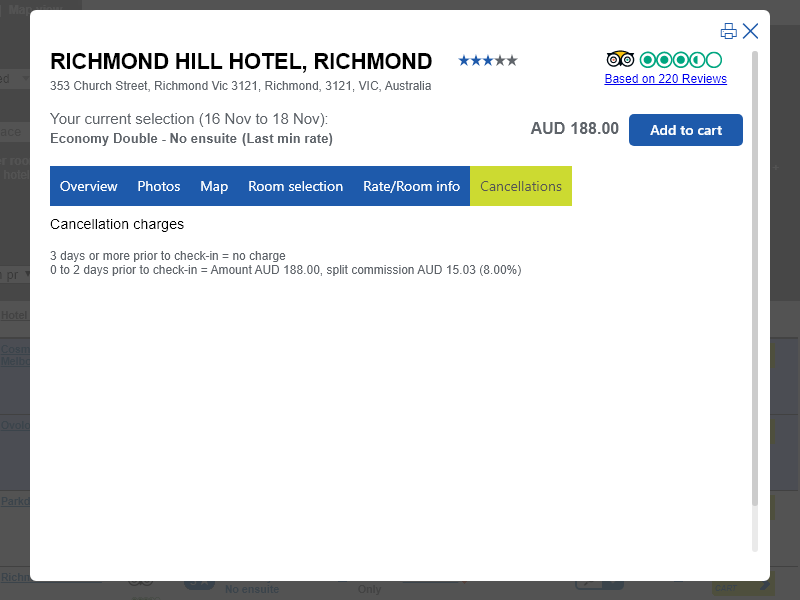 RICHMOND HILL HOTEL, RICHMOND
353 Church Street, Richmond Vic 3121, Richmond, 3121, VIC, Australia
Based on 220 Reviews
Your current selection (16 Nov to 18 Nov):
Economy Double - No ensuite (Last min rate)
AUD 188.00
Add to cart
Overview Photos Map Room selection Rate/Room info Cancellations
Cancellation charges
3 days or more prior to check-in = no charge
0 to 2 days prior to check-in = Amount AUD 188.00, split commission AUD 15.03 (8.00%)
Hotel
No ensuite
Only